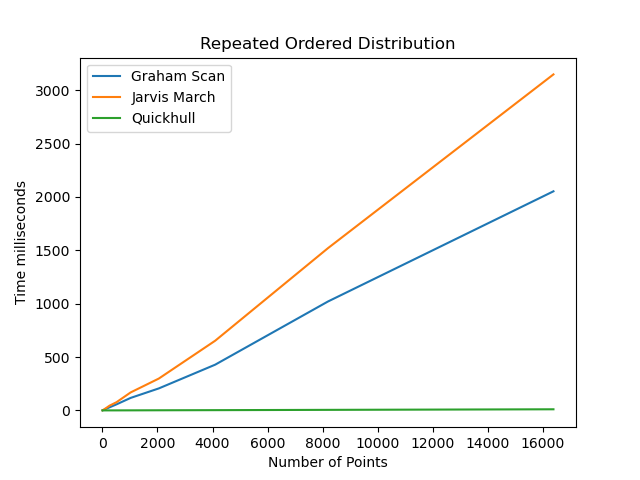 Repeated Ordered Distribution
Graham Scan
Jarvis March
Quickhull
3000
2500
2000
1500
1000
500
0
Time milliseconds
0 2000 4000 6000 8000 10000 12000 14000 16000
Number of Points